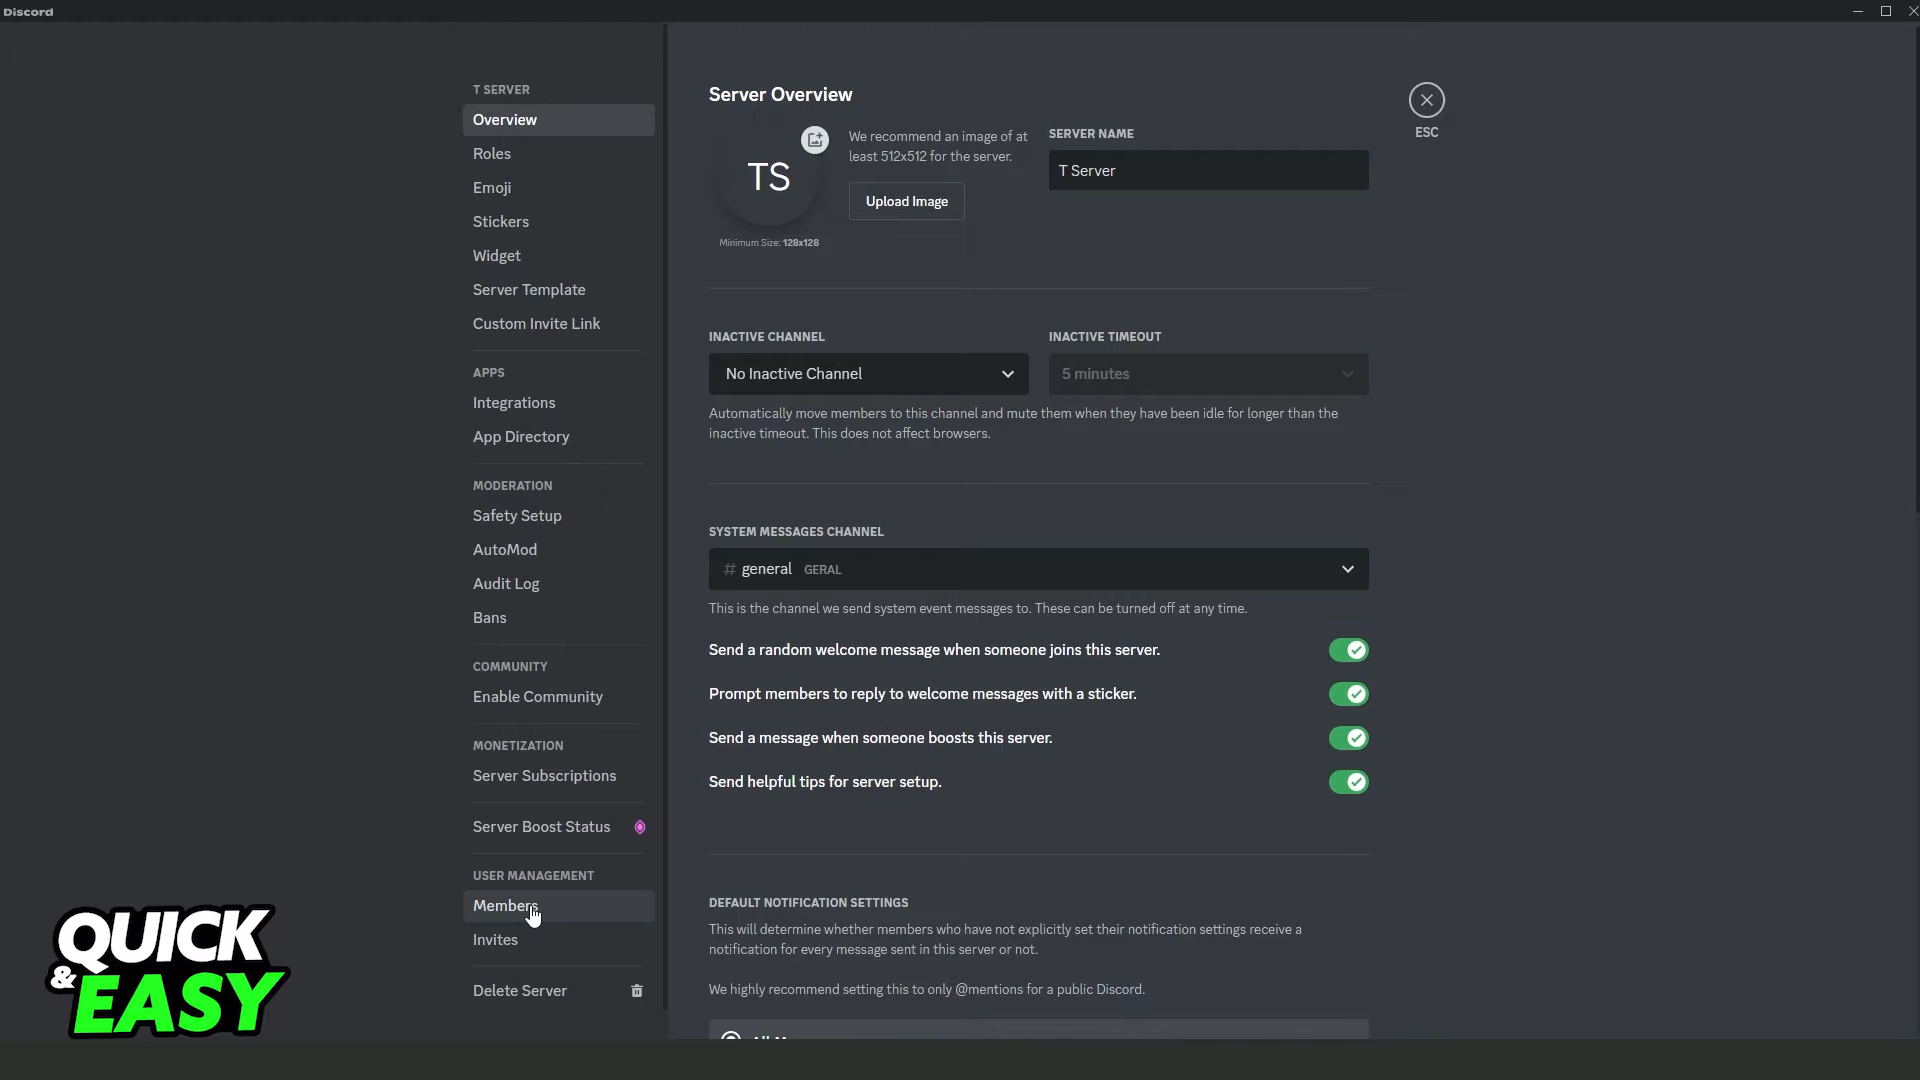 Discord
T SERVER
Overview
Roles
Emoji
Stickers
Widget
Server Template
Custom Invite Link
APPS
Integrations
App Directory
MODERATION
Safety Setup
AutoMod
Audit Log
Bans
COMMUNITY
Enable Community
MONETIZATION
Server Subscriptions
Server Boost Status
USER MANAGEMENT
Members
Invites
Delete Server
Server Overview
TS
Minimum Size: 128x128
We recommend an image of at
least 512x512 for the server.
Upload Image
SERVER NAME
T Server
ESC
INACTIVE CHANNEL
No Inactive Channel
INACTIVE TIMEOUT
5 minutes
Automatically move members to this channel and mute them when they have been idle for longer than the
inactive timeout. This does not affect browsers.
SYSTEM MESSAGES CHANNEL
# general GERAL
This is the channel we send system event messages to. These can be turned off at any time.
Send a random welcome message when someone joins this server.
Prompt members to reply to welcome messages with a sticker.
Send a message when someone boosts this server.
Send helpful tips for server setup.
DEFAULT NOTIFICATION SETTINGS
This will determine whether members who have not explicitly set their notification settings receive a
notification for every message sent in this server or not.
We highly recommend setting this to only @mentions for a public Discord.
QUICK
& EASY